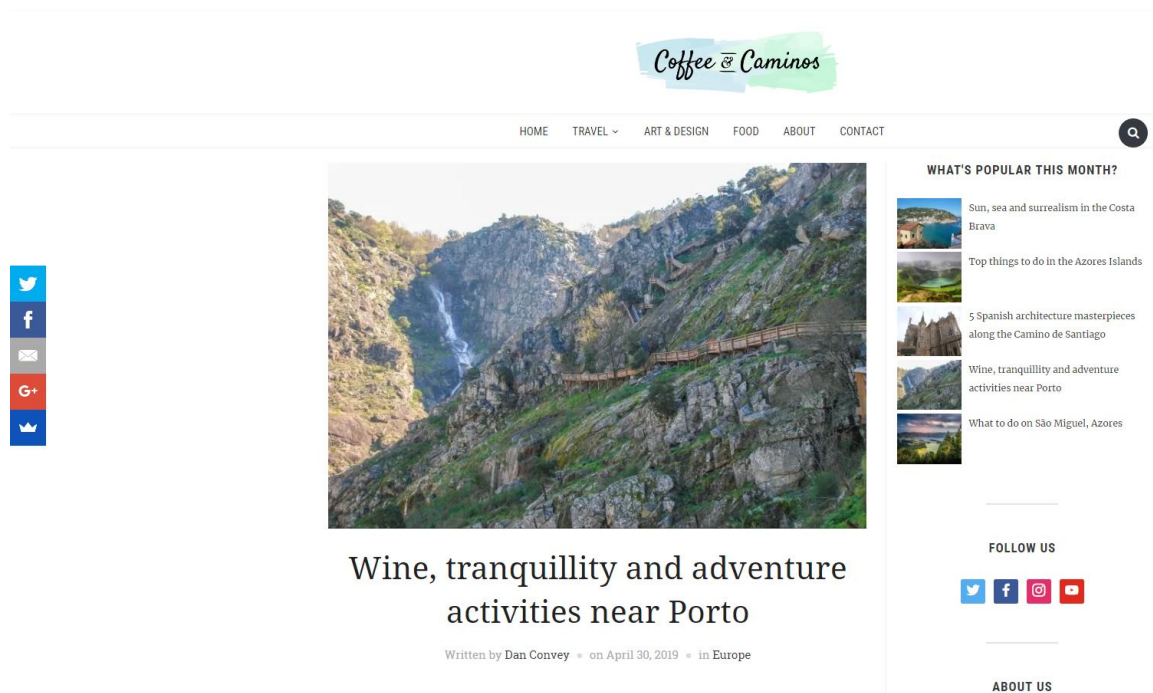 Coffee & Caminos
HOME TRAVEL ART & DESIGN FOOD ABOUT CONTACT
Wine, tranquillity and adventure
activities near Porto
Written by Dan Convey on April 30, 2019 in Europe
WHAT'S POPULAR THIS MONTH?
Sun, sea and surrealism in the Costa
Brava
Top things to do in the Azores Islands
5 Spanish architecture masterpieces
along the Camino de Santiago
Wine, tranquillity and adventure
activities near Porto
What to do on São Miguel, Azores
FOLLOW US
ABOUT US